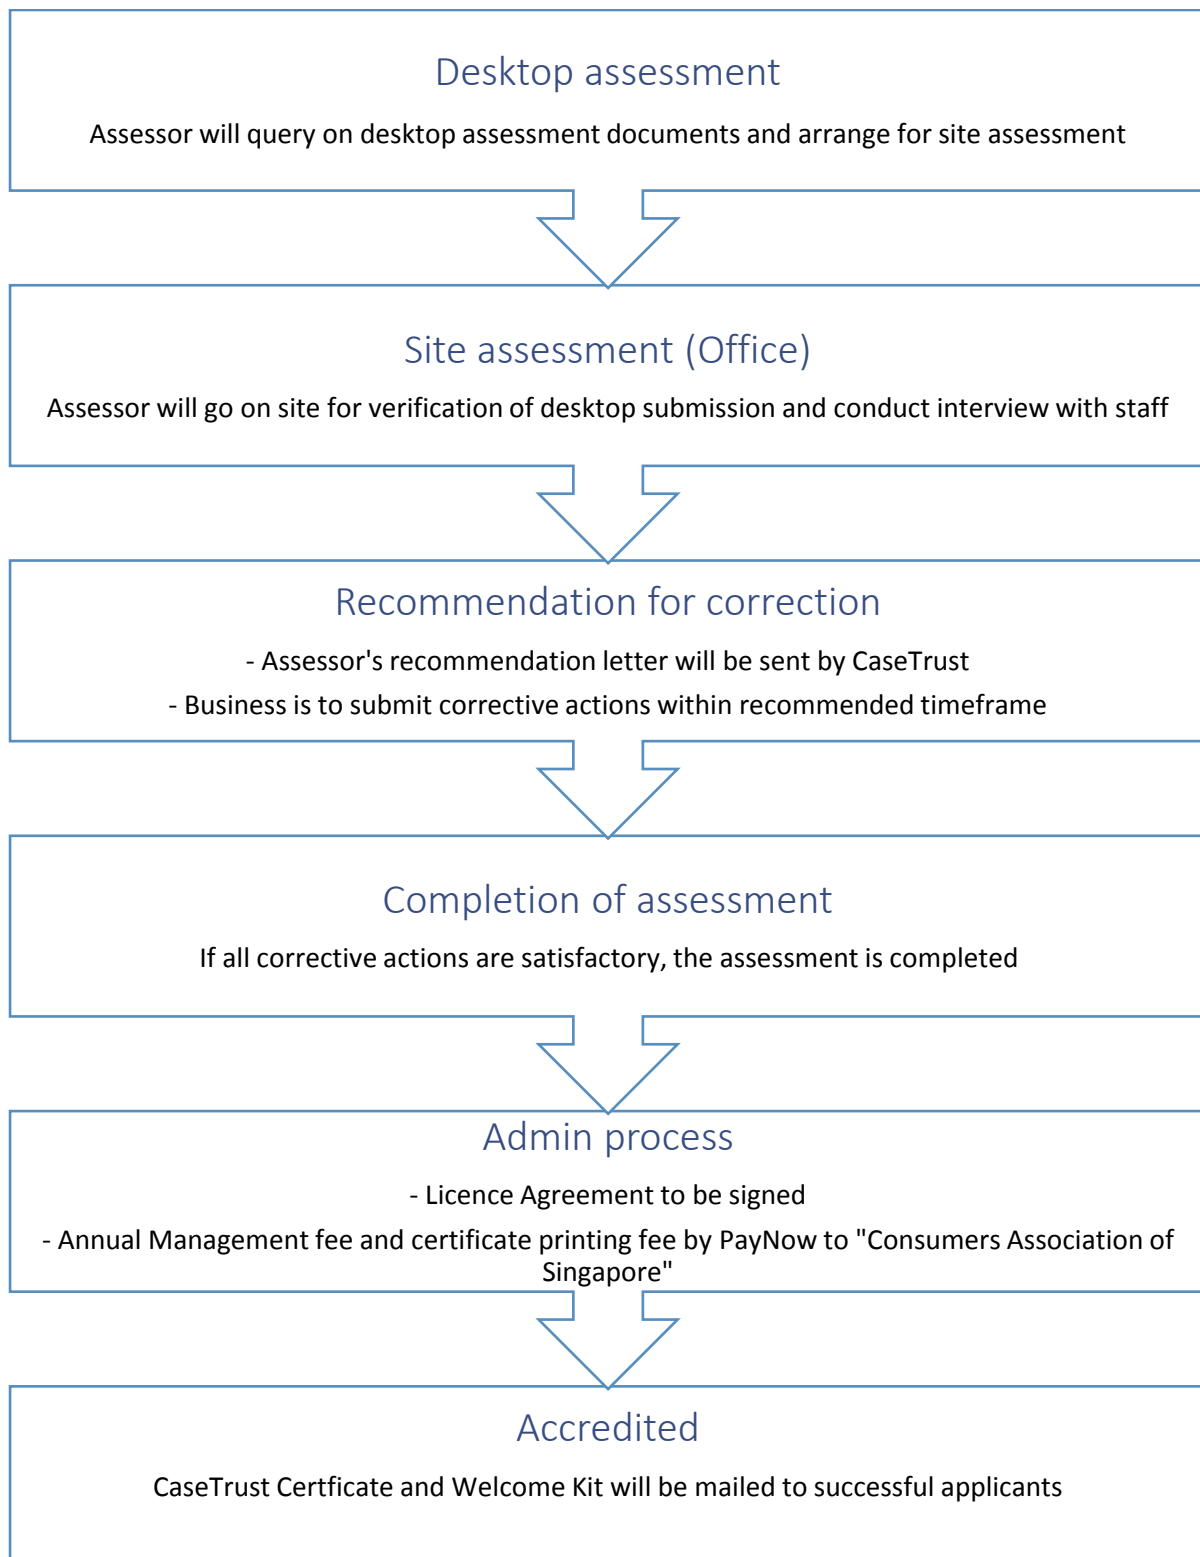 Desktop assessment
Assessor will query on desktop assessment documents and arrange for site assessment
Site assessment (Office)
Assessor will go on site for verification of desktop submission and conduct interview with staff
Recommendation for correction
- Assessor's recommendation letter will be sent by CaseTrust
- Business is to submit corrective actions within recommended timeframe
Completion of assessment
If all corrective actions are satisfactory, the assessment is completed
Admin process
- Licence Agreement to be signed
- Annual Management fee and certificate printing fee by PayNow to "Consumers Association of
Singapore"
Accredited
CaseTrust Certficate and Welcome Kit will be mailed to successful applicants